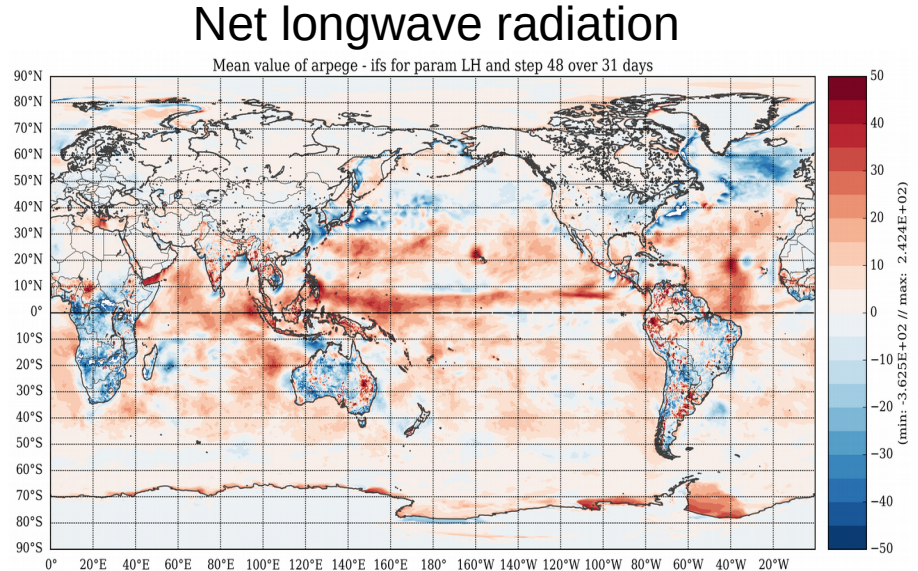 Net longwave radiation
Mean value of arpege - ifs for param LH and step 48 over 31 days
90°N
80°N
70°N
60°N
50°N
40°N
30°N
20°N
10°N
0°
10°S
20°S
30°S
40°S
50°S
60°S
70°S
80°S
90°S
0° 20°E 40°E 60°E 80°E 100°E 120°E 140°E 160°E 180° 160°W 140°W 120°W 100°W 80°W 60°W 40°W 20°W
50
40
30
20
10
0
−10
−20
−30
−40
−50
(min: -3.625E+02 // max: 2.424E+02)